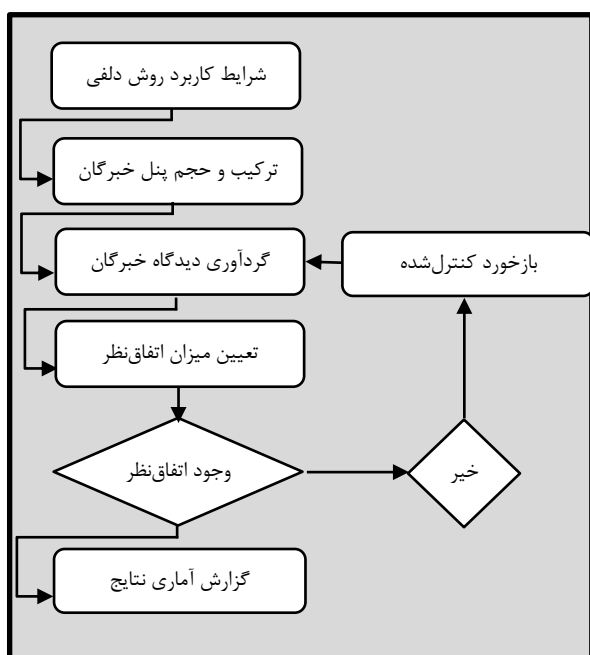 شرایط کاربرد روش دلفی
ترکیب و حجم پنل خبرگان
گردآوری دیدگاه خبرگان
بازخورد کنترل‌شده
تعیین میزان اتفاق‌نظر
وجود اتفاق‌نظر
خیر
گزارش آماری نتایج